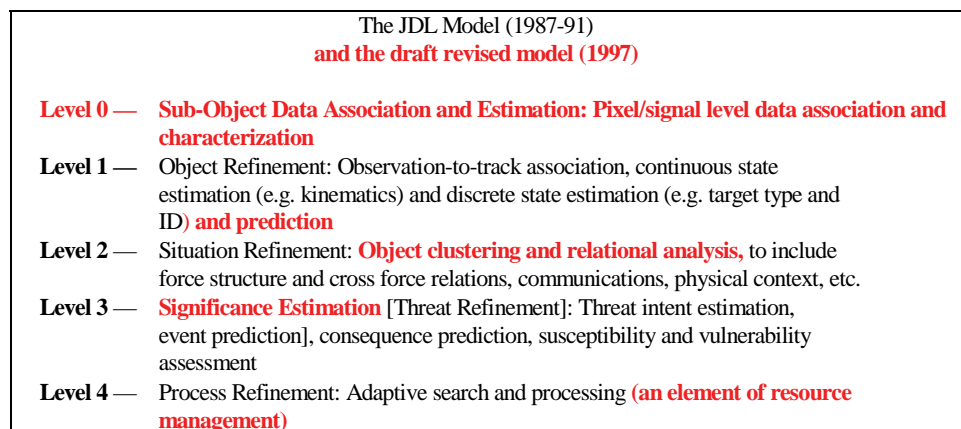 The JDL Model (1987-91)
and the draft revised model (1997)
Level 0 — Sub-Object Data Association and Estimation: Pixel/signal level data association and
characterization
Level 1 — Object Refinement: Observation-to-track association, continuous state
estimation (e.g. kinematics) and discrete state estimation (e.g. target type and
ID) and prediction
Level 2 — Situation Refinement: Object clustering and relational analysis, to include
force structure and cross force relations, communications, physical context, etc.
Level 3 — Significance Estimation [Threat Refinement]: Threat intent estimation,
event prediction], consequence prediction, susceptibility and vulnerability
assessment
Level 4 — Process Refinement: Adaptive search and processing (an element of resource
management)